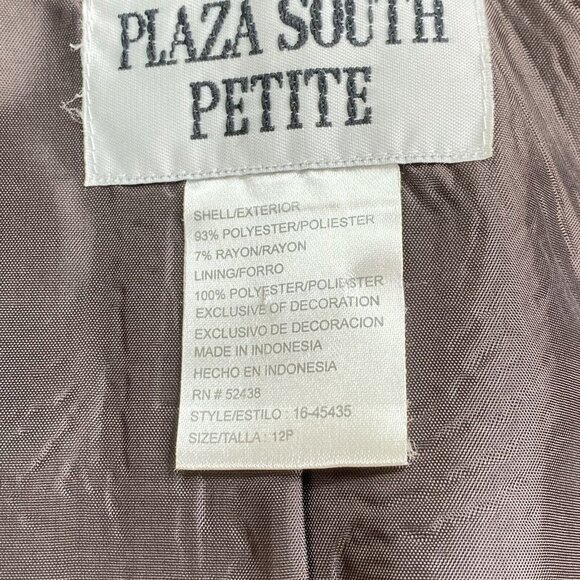 PLAZA SOUTH
PETITE
SHELL/EXTERIOR
93% POLYESTER/POLIESTER
7% RAYON/RAYON
LINING/FORRO
100% POLYESTER/POLIESTER
EXCLUSIVE OF DECORATION
EXCLUSIVO DE DECORACION
MADE IN INDONESIA
HECHO EN INDONESIA
RN # 52438
STYLE/ESTILO : 16-45435
SIZE/TALLA : 12P